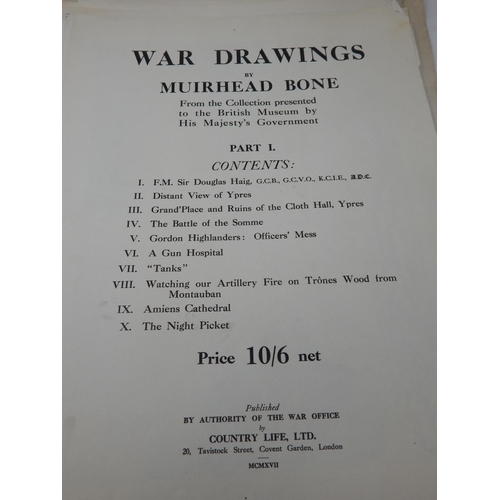 WAR DRAWINGS
BY
MUIRHEAD BONE
From the Collection presented
to the British Museum by
His Majesty's Government
PART I.
CONTENTS:
I. F.M. Sir Douglas Haig, G.C.B., G.C.V.O., K.C.I.E., a.d.c.
II. Distant View of Ypres
III. Grand'Place and Ruins of the Cloth Hall, Ypres
IV. The Battle of the Somme
V. Gordon Highlanders: Officers' Mess
VI. A Gun Hospital
VII. "Tanks"
VIII. Watching our Artillery Fire on Trônes Wood from
Montauban
IX. Amiens Cathedral
X. The Night Picket
Price 10/6 net
Published
BY AUTHORITY OF THE WAR OFFICE
by
COUNTRY LIFE, LTD.
20, Tavistock Street, Covent Garden, London
MCMXVII